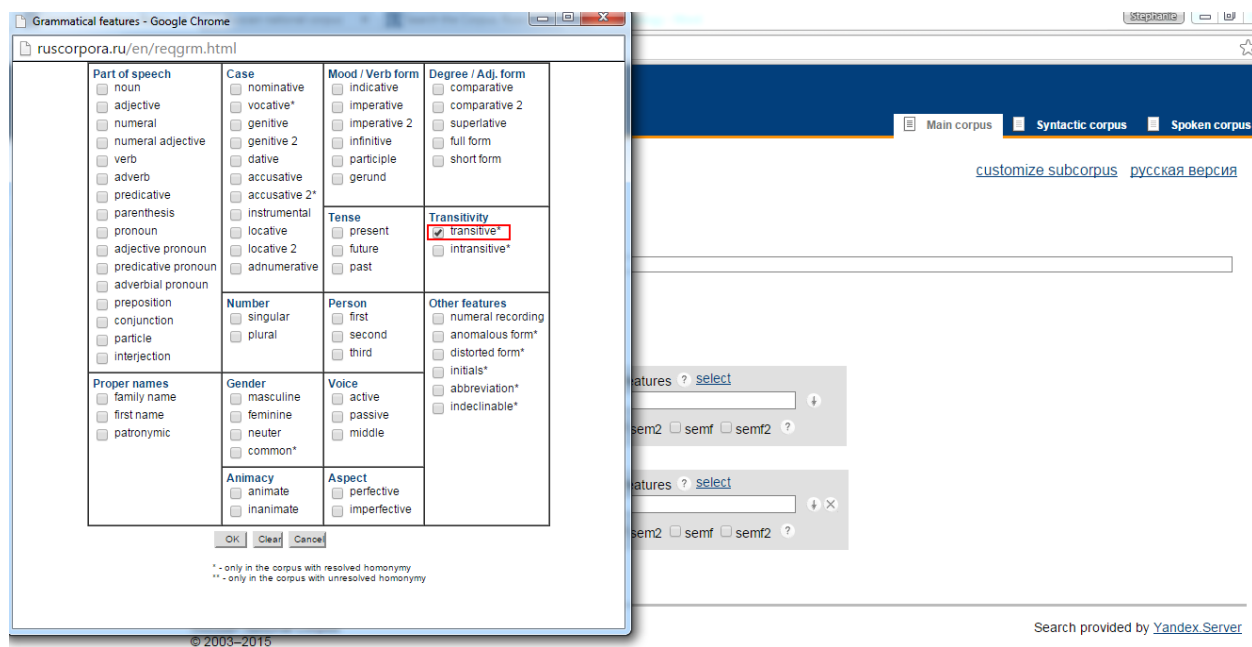 Grammatical features - Google Chrome
Stephanie
ruscorpora.ru/en/reqgrm.html
Part of speech
noun
adjective
numeral
numeral adjective
verb
adverb
predicative
parenthesis
pronoun
adjective pronoun
predicative pronoun
adverbial pronoun
preposition
conjunction
particle
interjection
Proper names
family name
first name
patronymic
Case
nominative
vocative*
genitive
genitive 2
dative
accusative
accusative 2*
instrumental
locative
locative 2
adnumerative
Number
singular
plural
Gender
masculine
feminine
neuter
common*
Animacy
animate
inanimate
Mood / Verb form
indicative
imperative
imperative 2
infinitive
participle
gerund
Tense
present
future
past
Person
first
second
third
Voice
active
passive
middle
Aspect
perfective
imperfective
Degree / Adj. form
comparative
comparative 2
superlative
full form
short form
Transitivity
transitive*
intransitive*
Other features
numeral recording
anomalous form*
distorted form*
initials*
abbreviation*
indeclinable*
OK Clear Cancel
* - only in the corpus with resolved homonymy
** - only in the corpus with unresolved homonymy
Main corpus Syntactic corpus Spoken corpus
customize subcorpus русская версия
eatures ? select
sem2 semf semf2 ?
eatures ? select
sem2 semf semf2 ?
Search provided by Yandex.Server
© 2003–2015